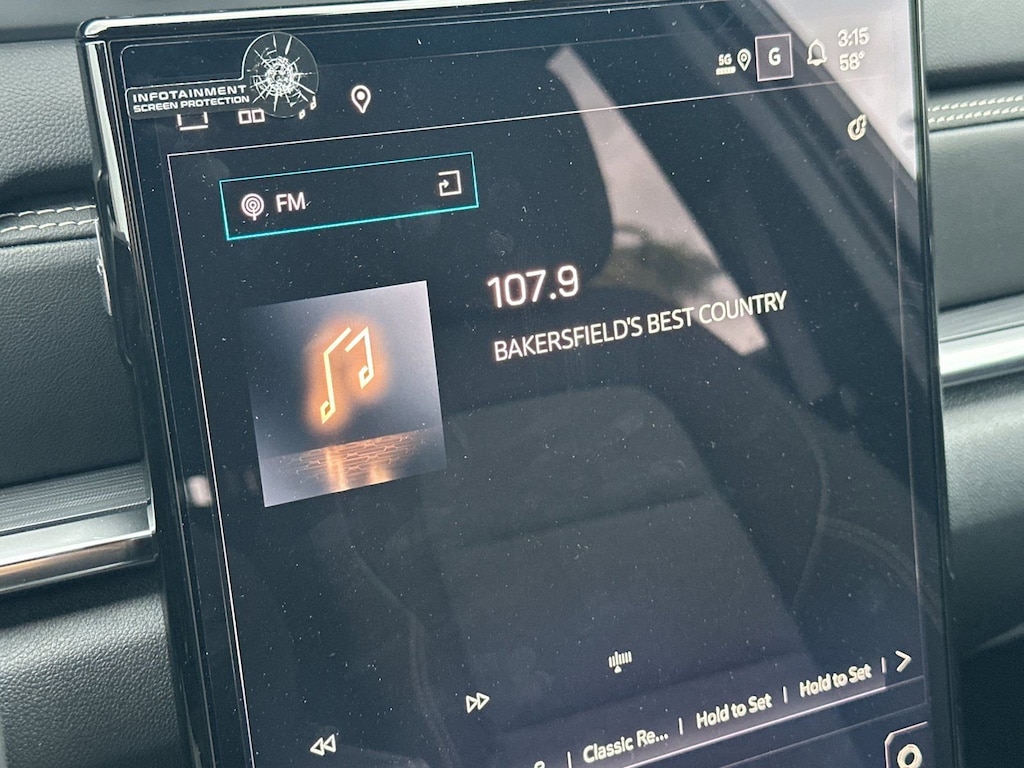 INFOTAINMENT
SCREEN PROTECTION
5G
G
3:15
58°
FM
107.9
BAKERSFIELD'S BEST COUNTRY
Classic Re... | Hold to Set | Hold to Set |